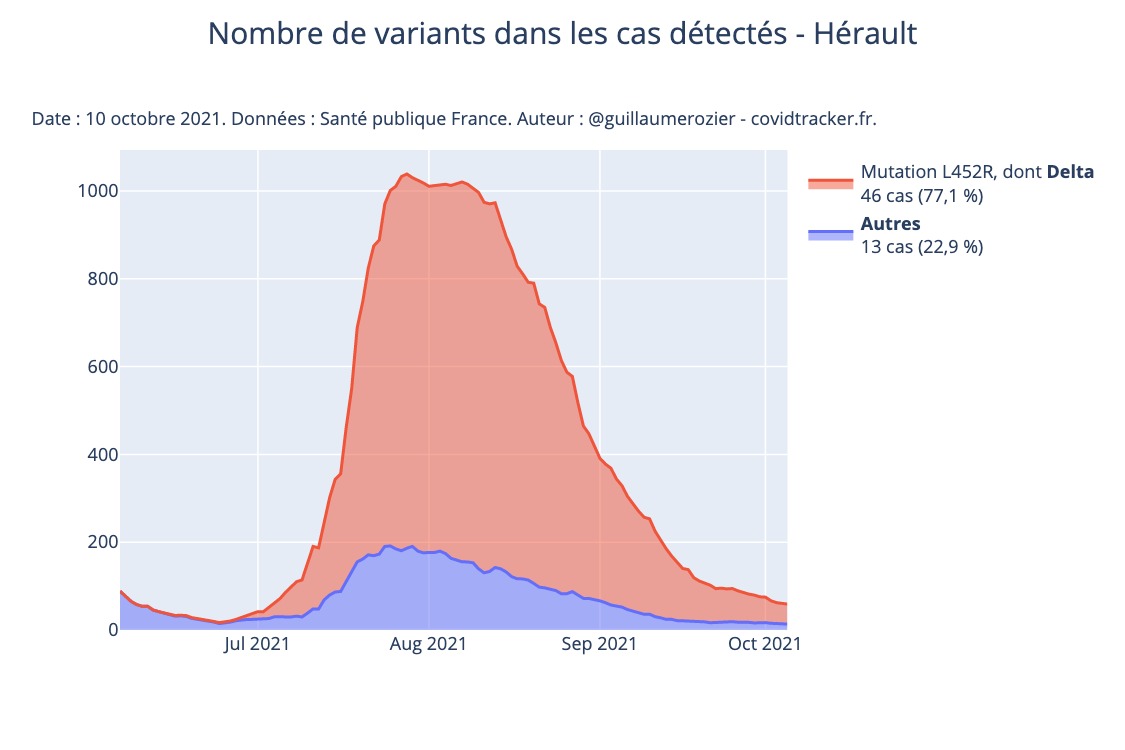 Nombre de variants dans les cas détectés - Hérault
Date : 10 octobre 2021. Données : Santé publique France. Auteur : @guillaumerozier - covidtracker.fr.
1000
800
600
400
200
0
Jul 2021
Aug 2021
Sep 2021
Oct 2021
Mutation L452R, dont Delta
46 cas (77,1 %)
Autres
13 cas (22,9 %)